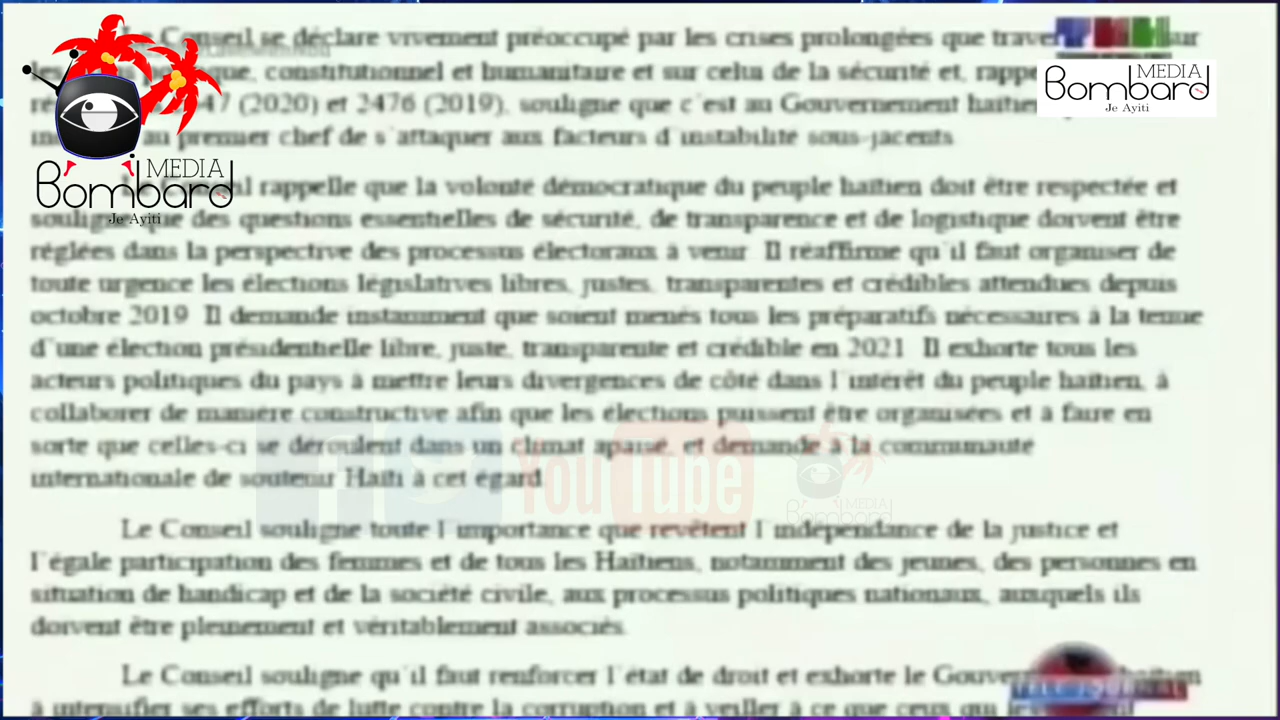 Conseil se déclare vivement préoccupé par les crises prolongées que
constitutionnel et humanitaire et sur celui de la sécurité et,
(2020) et 2476 (2019), souligne que c'est au Gouvernement
au premier chef de s'attaquer aux facteurs d'instabilité sous-jacents.
rappelle que la volonté démocratique du peuple haïtien doit être respectée et
des questions essentielles de sécurité, de transparence et de logistique doivent être
réglées dans la perspective des processus électoraux à venir. Il réaffirme qu'il faut organiser de
toute urgence les élections législatives libres, justes, transparentes et crédibles attendues depuis
octobre 2019. Il demande instamment que soient menés tous les préparatifs nécessaires à la tenue
d'une élection présidentielle libre, juste, transparente et crédible en 2021. Il exhorte tous les
acteurs politiques du pays à mettre leurs divergences de côté dans l'intérêt du peuple haïtien, à
collaborer de manière constructive afin que les élections puissent être organisées et à faire en
sorte que celles-ci se déroulent dans un climat apaisé, et demande à la communauté
internationale de soutenir Haïti à cet égard.
Le Conseil souligne toute l'importance que revêtent l'indépendance de la justice et
l'égale participation des femmes et de tous les Haïtiens, notamment des jeunes, des personnes en
situation de handicap et de la société civile, aux processus politiques nationaux, auxquels ils
doivent être pleinement et véritablement associés.
Le Conseil souligne qu'il faut renforcer l'état de droit et exhorte le
à intensifier ses efforts de lutte contre la corruption et à veiller à ce que ceux qui
MEDIA
Bombard
Je Ayiti
MEDIA
Bombard
Je Ayiti
YouTube
MEDIA
Bombard